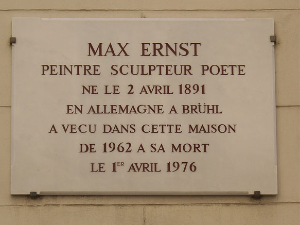 MAX ERNST
PEINTRE SCULPTEUR POETE
NE LE 2 AVRIL 1891
EN ALLEMAGNE A BRÜHL
A VECU DANS CETTE MAISON
DE 1962 A SA MORT
LE 1ER AVRIL 1976